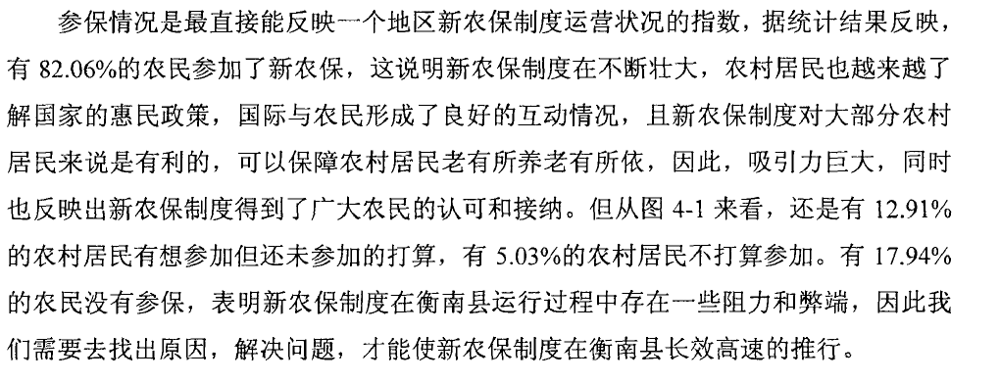 参保情况是最直接能反映一个地区新农保制度运营状况的指数，据统计结果反映，
有 82.06%的农民参加了新农保，这说明新农保制度在不断壮大，农村居民也越来越了
解国家的惠民政策，国际与农民形成了良好的互动情况，且新农保制度对大部分农村
居民来说是有利的，可以保障农村居民老有所养老有所依，因此，吸引力巨大，同时
也反映出新农保制度得到了广大农民的认可和接纳。但从图 4-1 来看，还是有 12.91%
的农村居民有想参加但还未参加的打算，有 5.03%的农村居民不打算参加。有 17.94%
的农民没有参保，表明新农保制度在衡南县运行过程中存在一些阻力和弊端，因此我
们需要去找出原因，解决问题，才能使新农保制度在衡南县长效高速的推行。